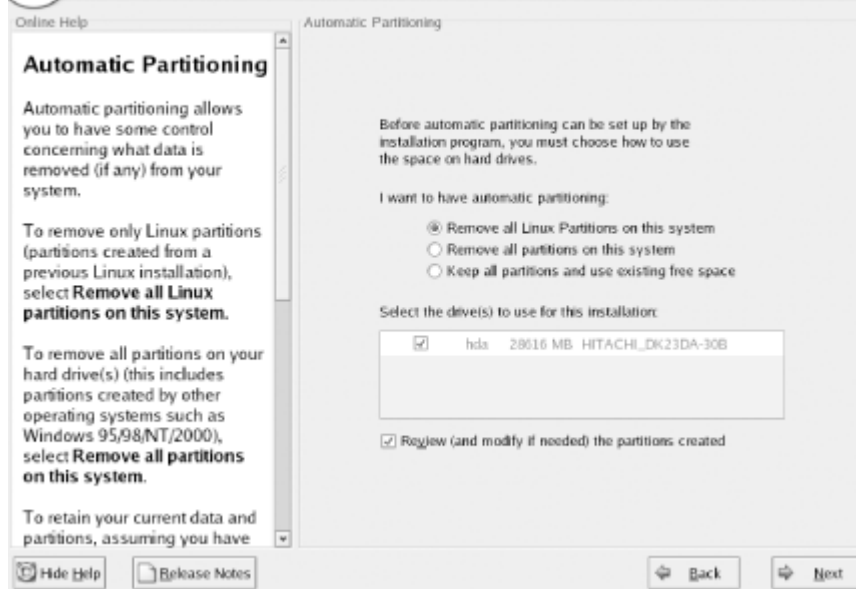 Online Help
Automatic Partitioning
Automatic partitioning allows
you to have some control
concerning what data is
removed (if any) from your
system.
To remove only Linux partitions
(partitions created from a
previous Linux installation),
select Remove all Linux
partitions on this system.
To remove all partitions on your
hard drive(s) (this includes
partitions created by other
operating systems such as
Windows 95/98/NT/2000),
select Remove all partitions
on this system.
To retain your current data and
partitions, assuming you have
Automatic Partitioning
Before automatic partitioning can be set up by the
installation program, you must choose how to use
the space on hard drives.
I want to have automatic partitioning:
Remove all Linux Partitions on this system
Remove all partitions on this system
Keep all partitions and use existing free space
Select the drive(s) to use for this installation:
hda 28616 MB HITACHI_DK23DA-30B
Review (and modify if needed) the partitions created
Hide Help
Release Notes
Back
Next